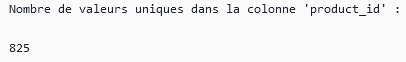 Nombre de valeurs uniques dans la colonne 'product_id' :
825